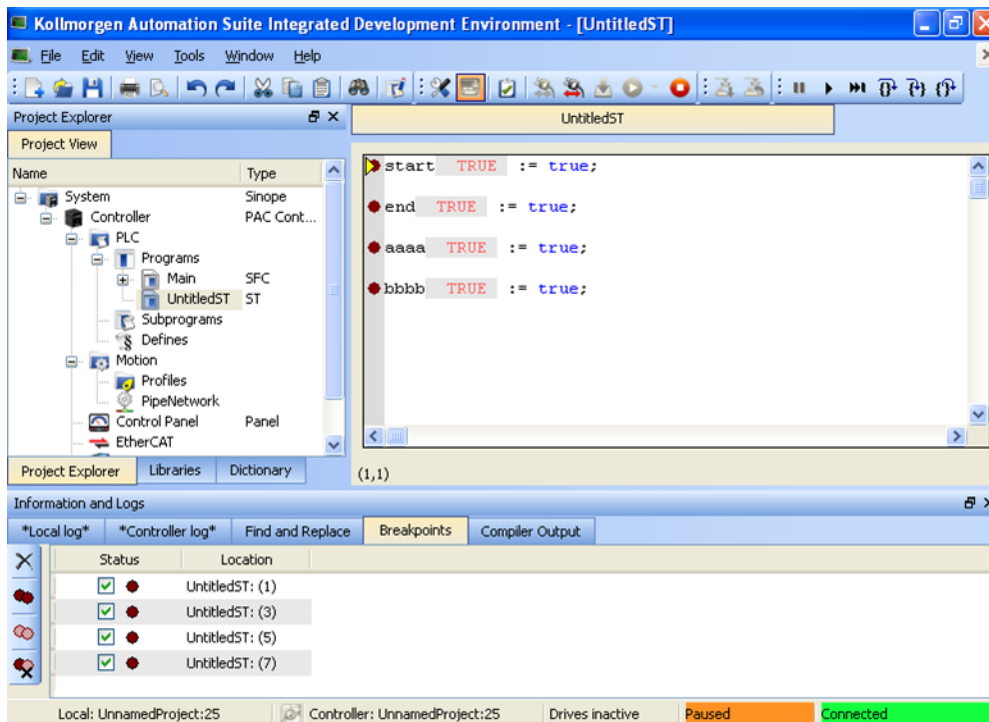 Kollmorgen Automation Suite Integrated Development Environment - [UntitledST]
File Edit View Tools Window Help
Project Explorer
Project View
Name Type
System Sinope
Controller PAC Cont...
PLC
Programs
Main SFC
UntitledST ST
Subprograms
Defines
Motion
Profiles
PipeNetwork
Control Panel Panel
EtherCAT
Project Explorer Libraries Dictionary
UntitledST
start TRUE := true;
end TRUE := true;
aaaa TRUE := true;
bbbb TRUE := true;
(1,1)
Information and Logs
*Local log* *Controller log* Find and Replace Breakpoints Compiler Output
Status Location
UntitledST: (1)
UntitledST: (3)
UntitledST: (5)
UntitledST: (7)
Local: UnnamedProject:25 Controller: UnnamedProject:25 Drives inactive Paused Connected